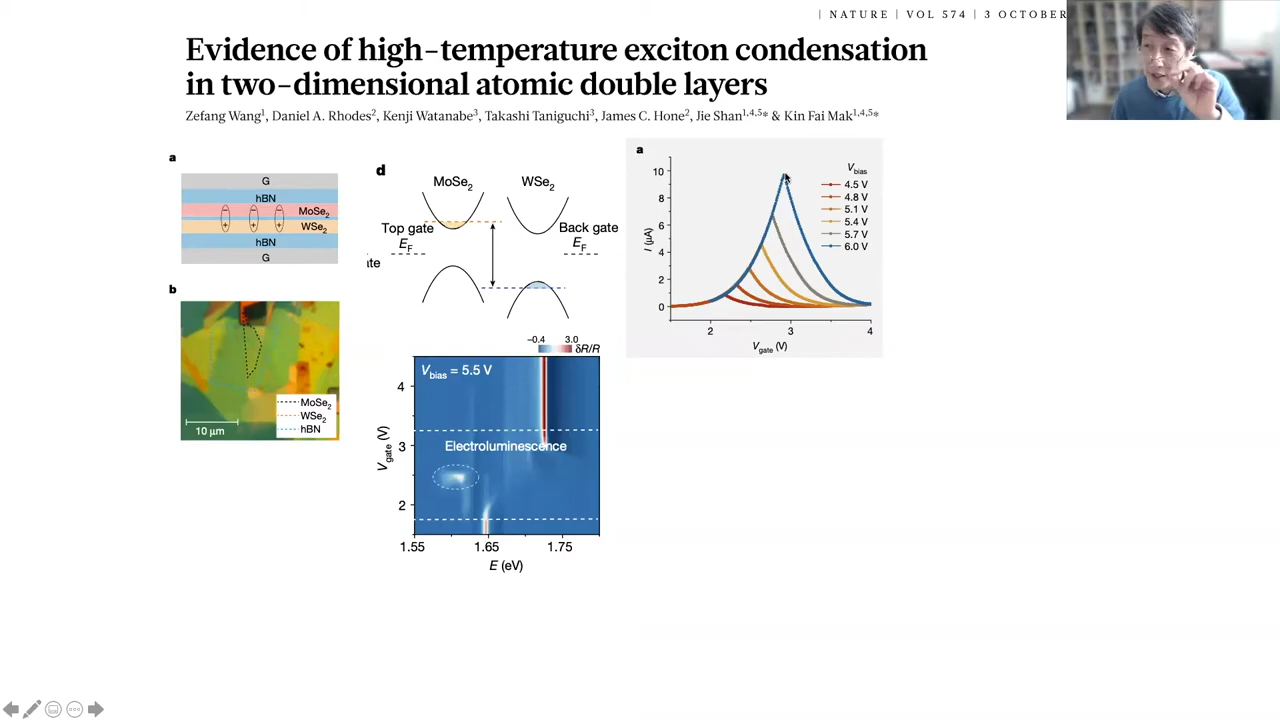 | NATURE | VOL 574 | 3 OCTOBER
Evidence of high-temperature exciton condensation
in two-dimensional atomic double layers
Zefang Wang1, Daniel A. Rhodes2, Kenji Watanabe3, Takashi Taniguchi3, James C. Hone2, Jie Shan1,4,5* & Kin Fai Mak1,4,5*
a
G
hBN
MoSe2
WSe2
hBN
G
b
MoSe2
WSe2
hBN
10 μm
d
MoSe2 WSe2
Top gate
EF
Back gate
EF
−0.4 3.0
δR/R
Vbias = 5.5 V
Electroluminescence
4
3
2
Vgate (V)
1.55 1.65 1.75
E (eV)
a
Vbias
4.5 V
4.8 V
5.1 V
5.4 V
5.7 V
6.0 V
10
8
6
4
2
0
I (μA)
2 3 4
Vgate (V)